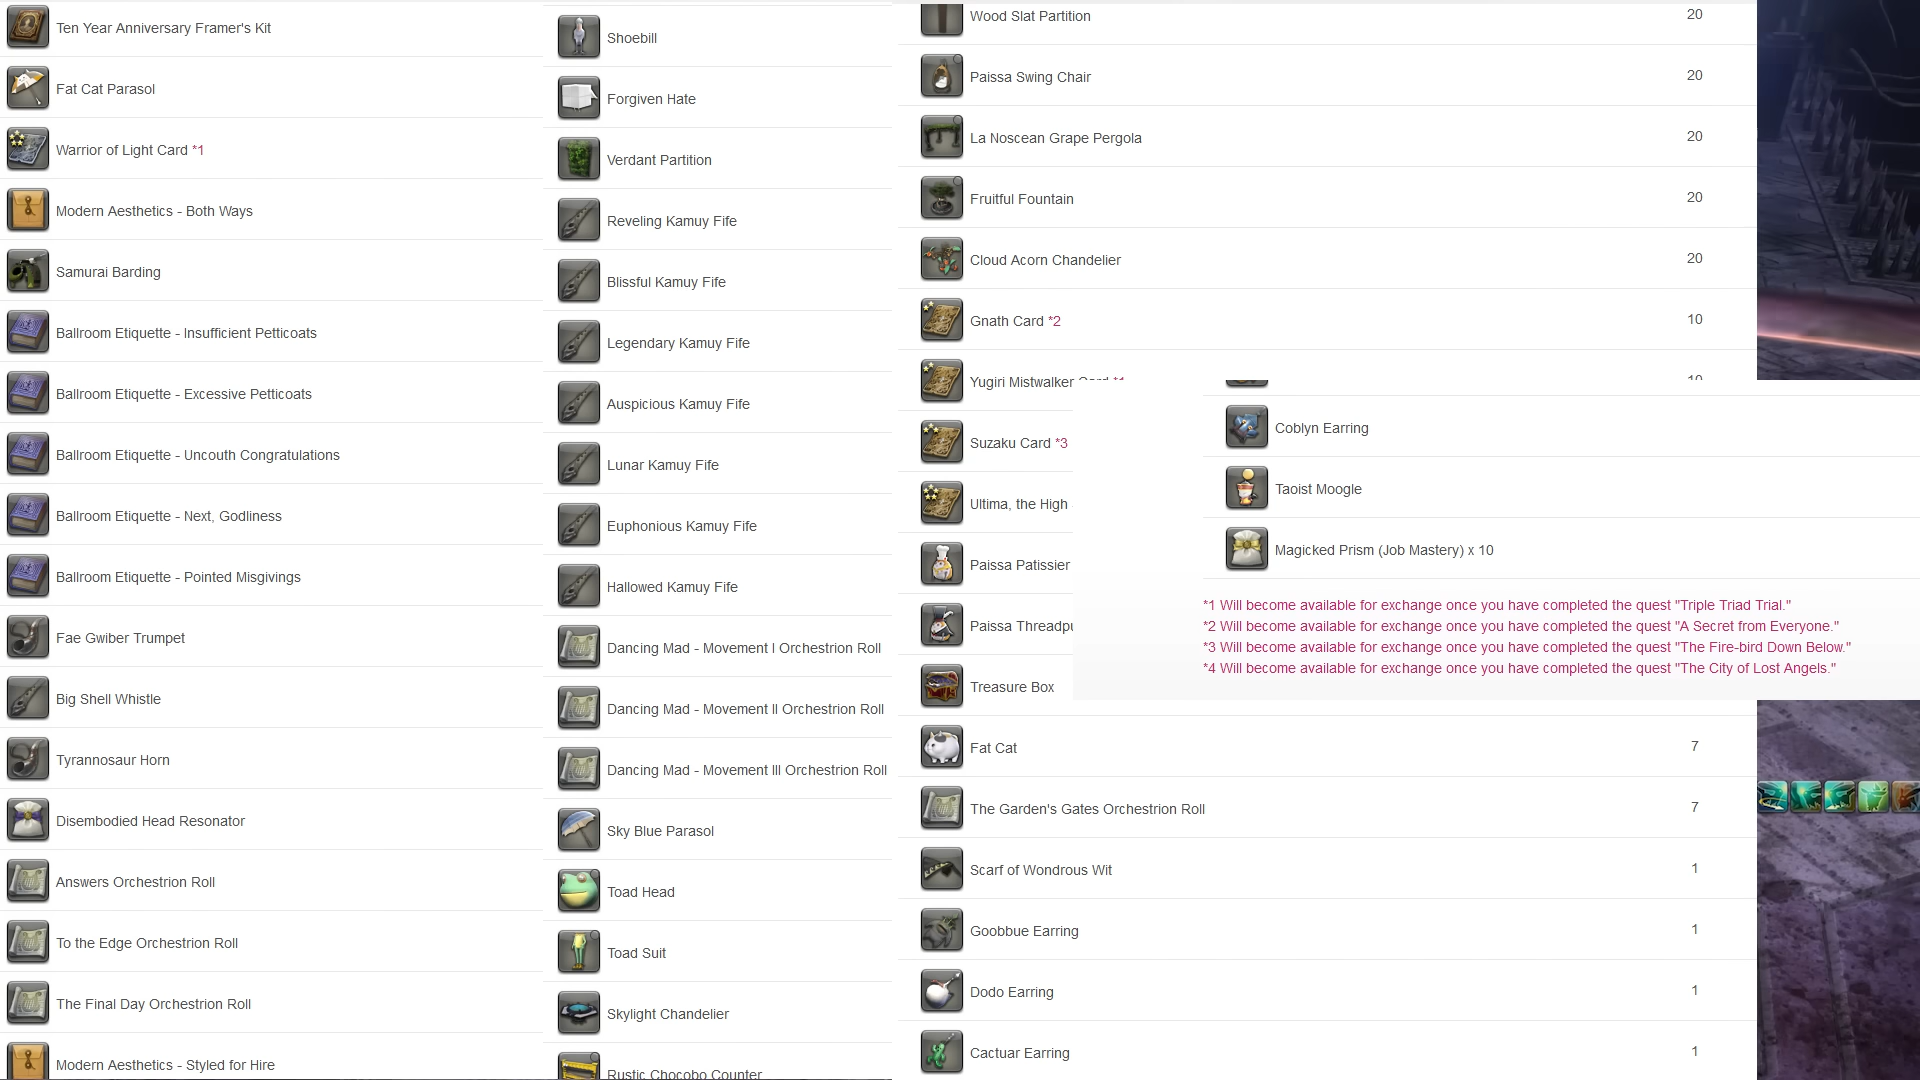 Ten Year Anniversary Framer's Kit
Fat Cat Parasol
Warrior of Light Card *1
Modern Aesthetics - Both Ways
Samurai Barding
Ballroom Etiquette - Insufficient Petticoats
Ballroom Etiquette - Excessive Petticoats
Ballroom Etiquette - Uncouth Congratulations
Ballroom Etiquette - Next, Godliness
Ballroom Etiquette - Pointed Misgivings
Fae Gwiber Trumpet
Big Shell Whistle
Tyrannosaur Horn
Disembodied Head Resonator
Answers Orchestrion Roll
To the Edge Orchestrion Roll
The Final Day Orchestrion Roll
Modern Aesthetics - Styled for Hire
Shoebill
Forgiven Hate
Verdant Partition
Reveling Kamuy Fife
Blissful Kamuy Fife
Legendary Kamuy Fife
Auspicious Kamuy Fife
Lunar Kamuy Fife
Euphonious Kamuy Fife
Hallowed Kamuy Fife
Dancing Mad - Movement I Orchestrion Roll
Dancing Mad - Movement II Orchestrion Roll
Dancing Mad - Movement III Orchestrion Roll
Sky Blue Parasol
Toad Head
Toad Suit
Skylight Chandelier
Rustic Chocobo Counter
Wood Slat Partition 20
Paissa Swing Chair 20
La Noscean Grape Pergola 20
Fruitful Fountain 20
Cloud Acorn Chandelier 20
Gnath Card *2 10
Yugiri Mistwalker Card *1 10
Suzaku Card *3
Ultima, the High
Paissa Patissier
Paissa Threadpu
Treasure Box
Fat Cat 7
The Garden's Gates Orchestrion Roll 7
Scarf of Wondrous Wit 1
Goobbue Earring 1
Dodo Earring 1
Cactuar Earring 1
Coblyn Earring
Taoist Moogle
Magicked Prism (Job Mastery) x 10
*1 Will become available for exchange once you have completed the quest "Triple Triad Trial."
*2 Will become available for exchange once you have completed the quest "A Secret from Everyone."
*3 Will become available for exchange once you have completed the quest "The Fire-bird Down Below."
*4 Will become available for exchange once you have completed the quest "The City of Lost Angels."